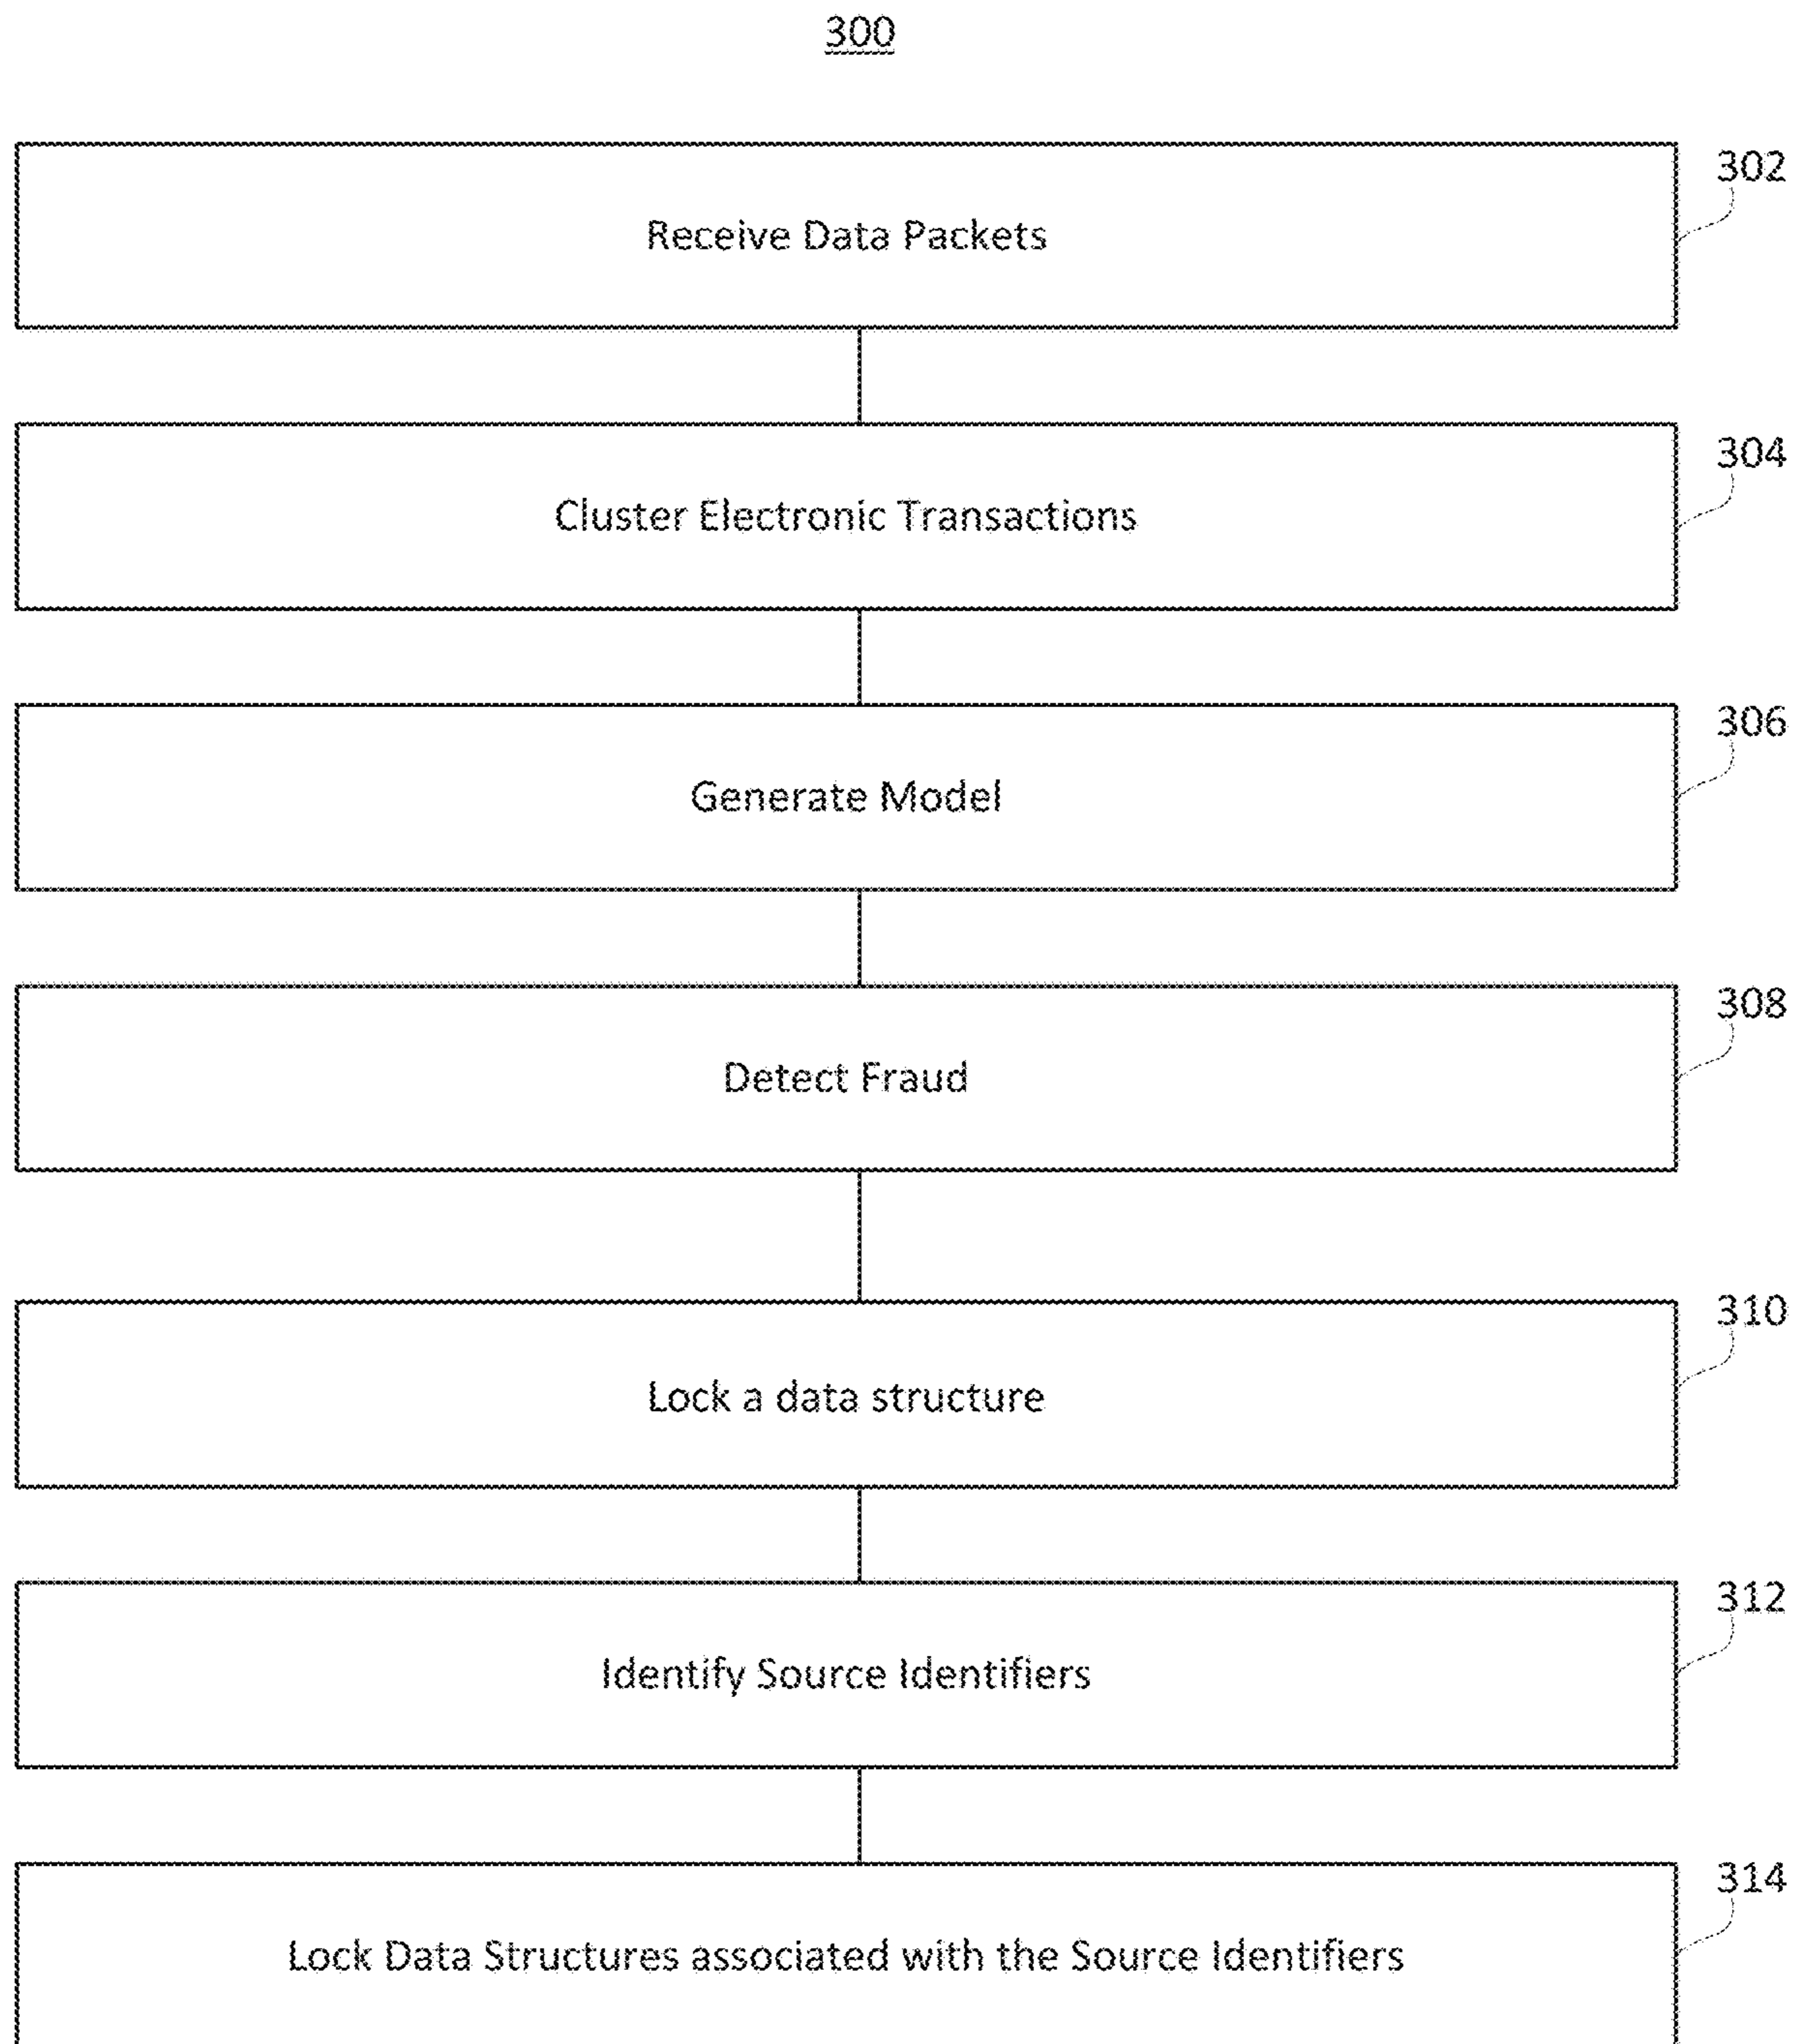 300
302
Receive Data Packets
304
Cluster Electronic Transactions
306
Generate Model
308
Detect Fraud
310
Lock a data structure
312
Identify Source Identifiers
314
Lock Data Structures associated with the Source Identifiers